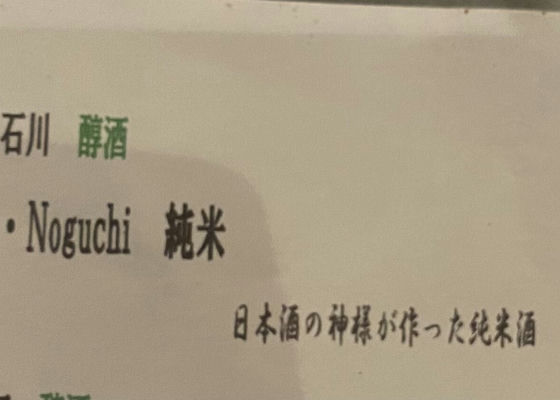 石川 醇酒
・Noguchi 純米
日本酒の神様が作った純米酒